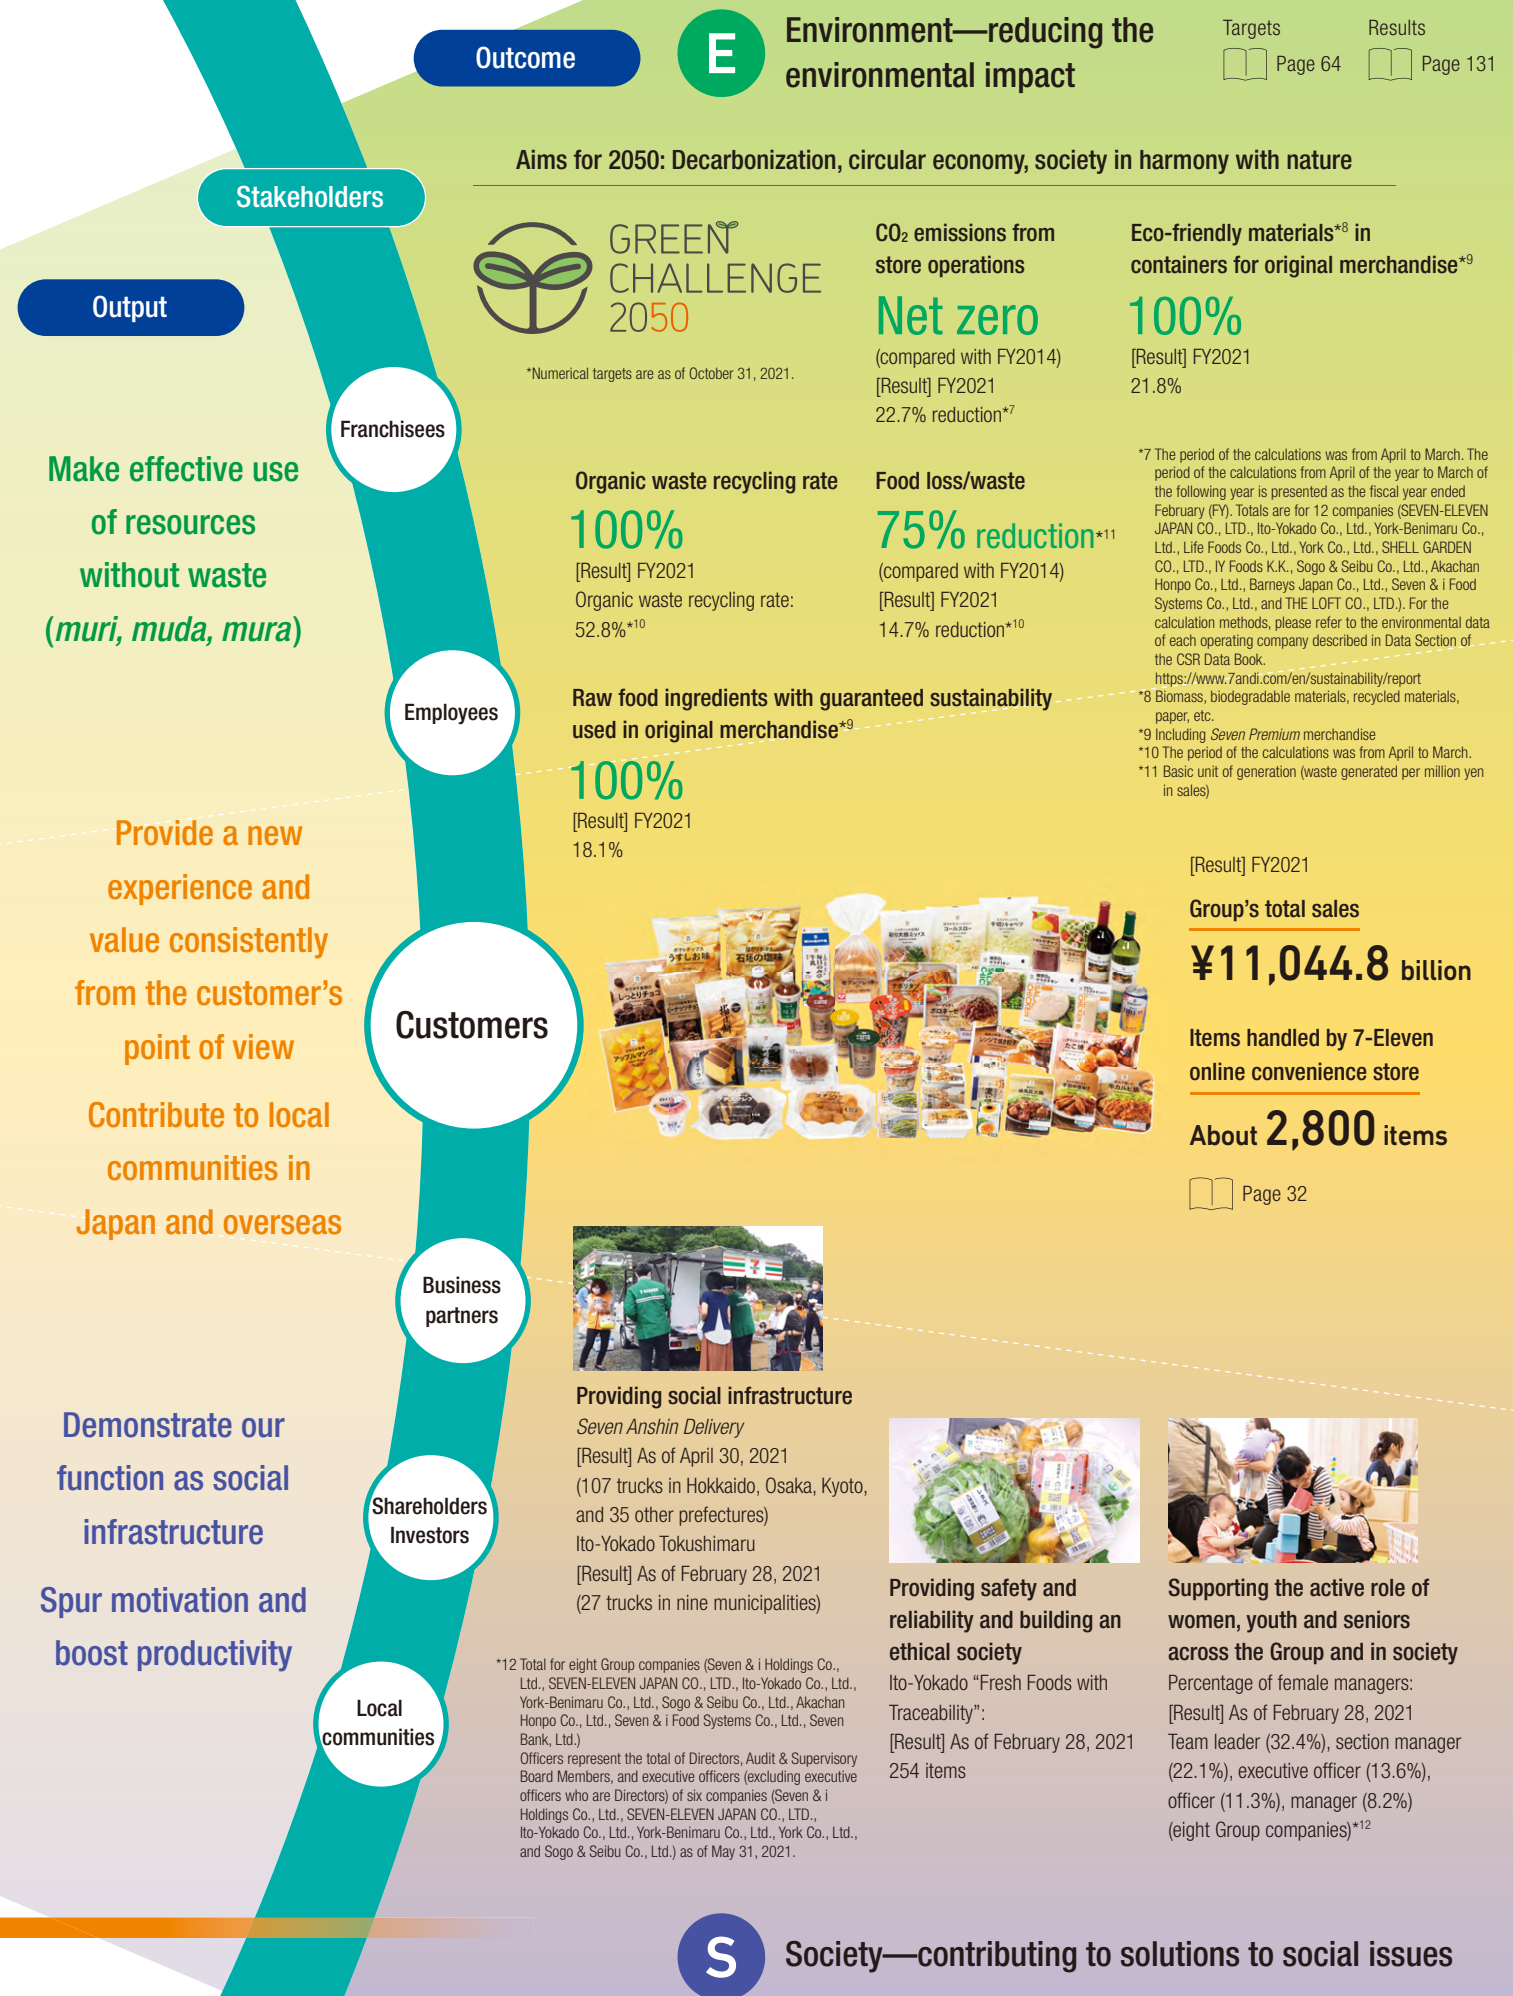 Outcome
E
Environment—reducing the
environmental impact
Targets
Page 64
Results
Page 131
Aims for 2050: Decarbonization, circular economy, society in harmony with nature
Stakeholders
Output
GREEN
CHALLENGE
2050
*Numerical targets are as of October 31, 2021.
CO₂ emissions from
store operations
Net zero
(compared with FY2014)
[Result] FY2021
22.7% reduction*7
Eco-friendly materials*8 in
containers for original merchandise*9
100%
[Result] FY2021
21.8%
Organic waste recycling rate
100%
[Result] FY2021
Organic waste recycling rate:
52.8%*10
Food loss/waste
75% reduction*11
(compared with FY2014)
[Result] FY2021
14.7% reduction*10
*7 The period of the calculations was from April to March. The
period of the calculations from April of the year to March of
the following year is presented as the fiscal year ended
February (FY). Totals are for 12 companies (SEVEN-ELEVEN
JAPAN CO., LTD., Ito-Yokado Co., Ltd., York-Benimaru Co.,
Ltd., Life Foods Co., Ltd., York Co., Ltd., SHELL GARDEN
CO., LTD., IY Foods K.K., Sogo & Seibu Co., Ltd., Akachan
Honpo Co., Ltd., Barneys Japan Co., Ltd., Seven & i Food
Systems Co., Ltd., and THE LOFT CO., LTD.). For the
calculation methods, please refer to the environmental data
of each operating company described in Data Section of
the CSR Data Book.
https://www.7andi.com/en/sustainability/report
*8 Biomass, biodegradable materials, recycled materials,
paper, etc.
*9 Including Seven Premium merchandise
*10 The period of the calculations was from April to March.
*11 Basic unit of generation (waste generated per million yen
in sales)
Raw food ingredients with guaranteed sustainability
used in original merchandise*9
100%
[Result] FY2021
18.1%
Franchisees
Employees
Customers
Business
partners
Shareholders
Investors
Local
communities
Make effective use
of resources
without waste
(muri, muda, mura)
Provide a new
experience and
value consistently
from the customer's
point of view
Contribute to local
communities in
Japan and overseas
Demonstrate our
function as social
infrastructure
Spur motivation and
boost productivity
[Result] FY2021
Group's total sales
¥11,044.8 billion
Items handled by 7-Eleven
online convenience store
About 2,800 items
Page 32
Providing social infrastructure
Seven Anshin Delivery
[Result] As of April 30, 2021
(107 trucks in Hokkaido, Osaka, Kyoto,
and 35 other prefectures)
Ito-Yokado Tokushimaru
[Result] As of February 28, 2021
(27 trucks in nine municipalities)
Providing safety and
reliability and building an
ethical society
Ito-Yokado “Fresh Foods with
Traceability”:
[Result] As of February 28, 2021
254 items
Supporting the active role of
women, youth and seniors
across the Group and in society
Percentage of female managers:
[Result] As of February 28, 2021
Team leader (32.4%), section manager
(22.1%), executive officer (13.6%),
officer (11.3%), manager (8.2%)
(eight Group companies)*12
*12 Total for eight Group companies (Seven & i Holdings Co.,
Ltd., SEVEN-ELEVEN JAPAN CO., LTD., Ito-Yokado Co., Ltd.,
York-Benimaru Co., Ltd., Sogo & Seibu Co., Ltd., Akachan
Honpo Co., Ltd., Seven & i Food Systems Co., Ltd., Seven
Bank, Ltd.)
Officers represent the total of Directors, Audit & Supervisory
Board Members, and executive officers (excluding executive
officers who are Directors) of six companies (Seven & i
Holdings Co., Ltd., SEVEN-ELEVEN JAPAN CO., LTD.,
Ito-Yokado Co., Ltd., York-Benimaru Co., Ltd., York Co., Ltd.,
and Sogo & Seibu Co., Ltd.) as of May 31, 2021.
S
Society—contributing to solutions to social issues